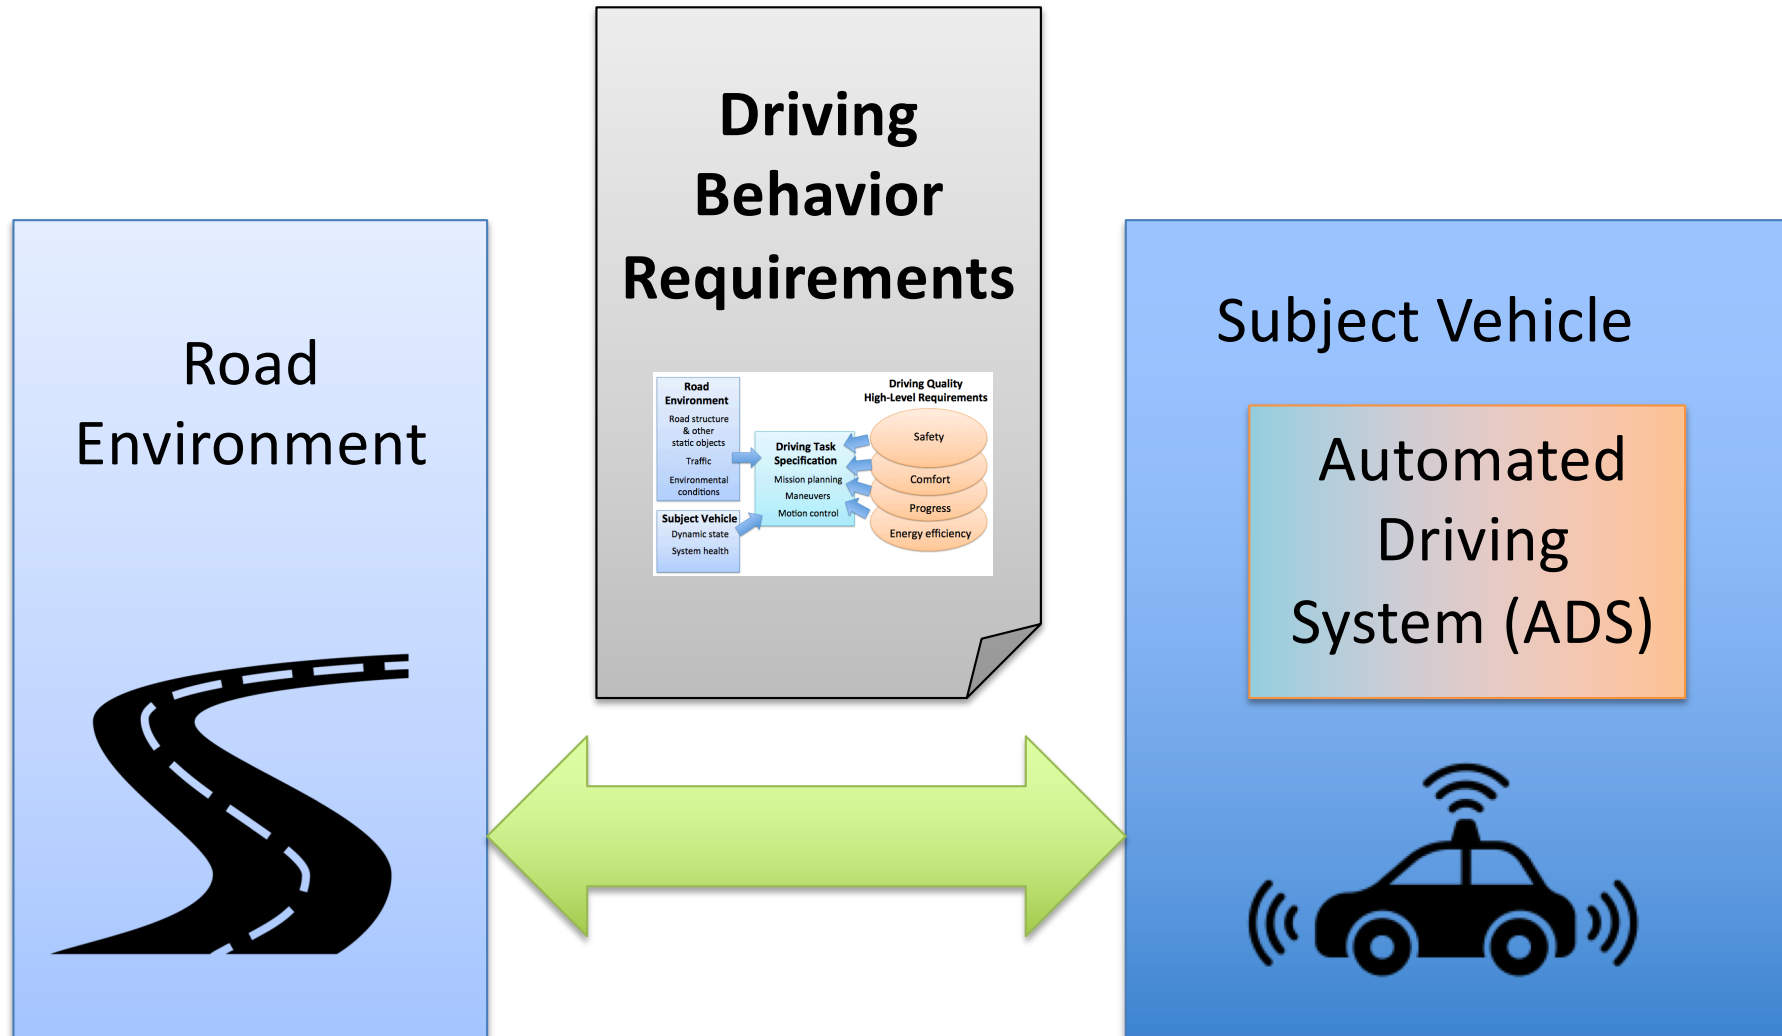 Driving
Behavior
Requirements
Road
Environment
Road structure
& other
static objects
Traffic
Environmental
conditions
Subject Vehicle
Dynamic state
System health
Driving Task
Specification
Mission planning
Maneuvers
Motion control
Driving Quality
High-Level Requirements
Safety
Comfort
Progress
Energy efficiency
Road
Environment
Subject Vehicle
Automated
Driving
System (ADS)